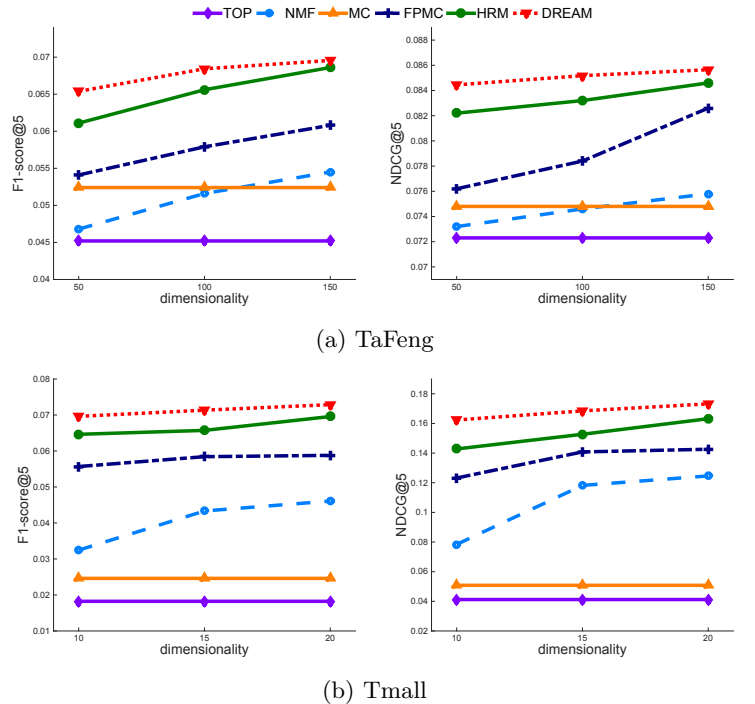 TOP NMF MC FPMC HRM DREAM
F1-score@5
0.07
0.065
0.06
0.055
0.05
0.045
0.04
50 100 150
dimensionality
NDCG@5
0.088
0.086
0.084
0.082
0.08
0.078
0.076
0.074
0.072
0.07
50 100 150
dimensionality
(a) TaFeng
F1-score@5
0.08
0.07
0.06
0.05
0.04
0.03
0.02
0.01
10 15 20
dimensionality
NDCG@5
0.18
0.16
0.14
0.12
0.1
0.08
0.06
0.04
0.02
10 15 20
dimensionality
(b) Tmall